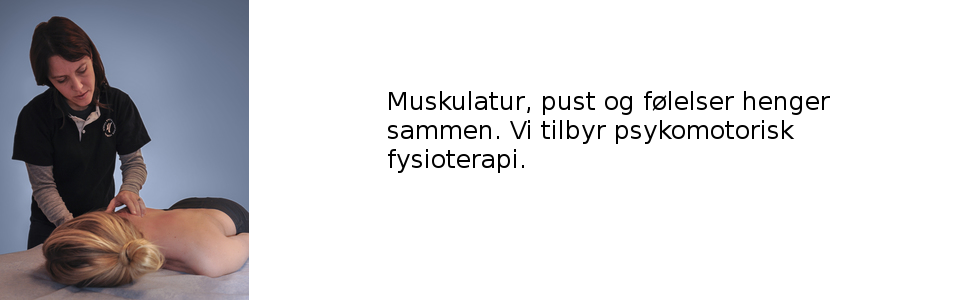 Muskulatur, pust og følelser henger
sammen. Vi tilbyr psykomotorisk
fysioterapi.